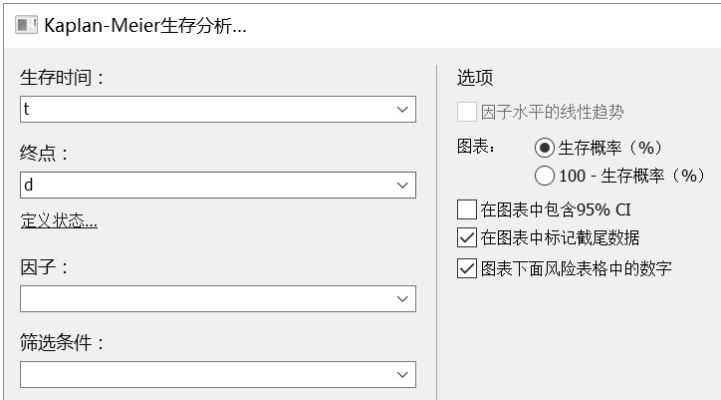 Kaplan-Meier生存分析...
生存时间：
t
终点：
d
定义状态...
因子：
筛选条件：
选项
因子水平的线性趋势
图表： 生存概率（%）
100 - 生存概率（%）
在图表中包含95% CI
在图表中标记截尾数据
图表下面风险表格中的数字